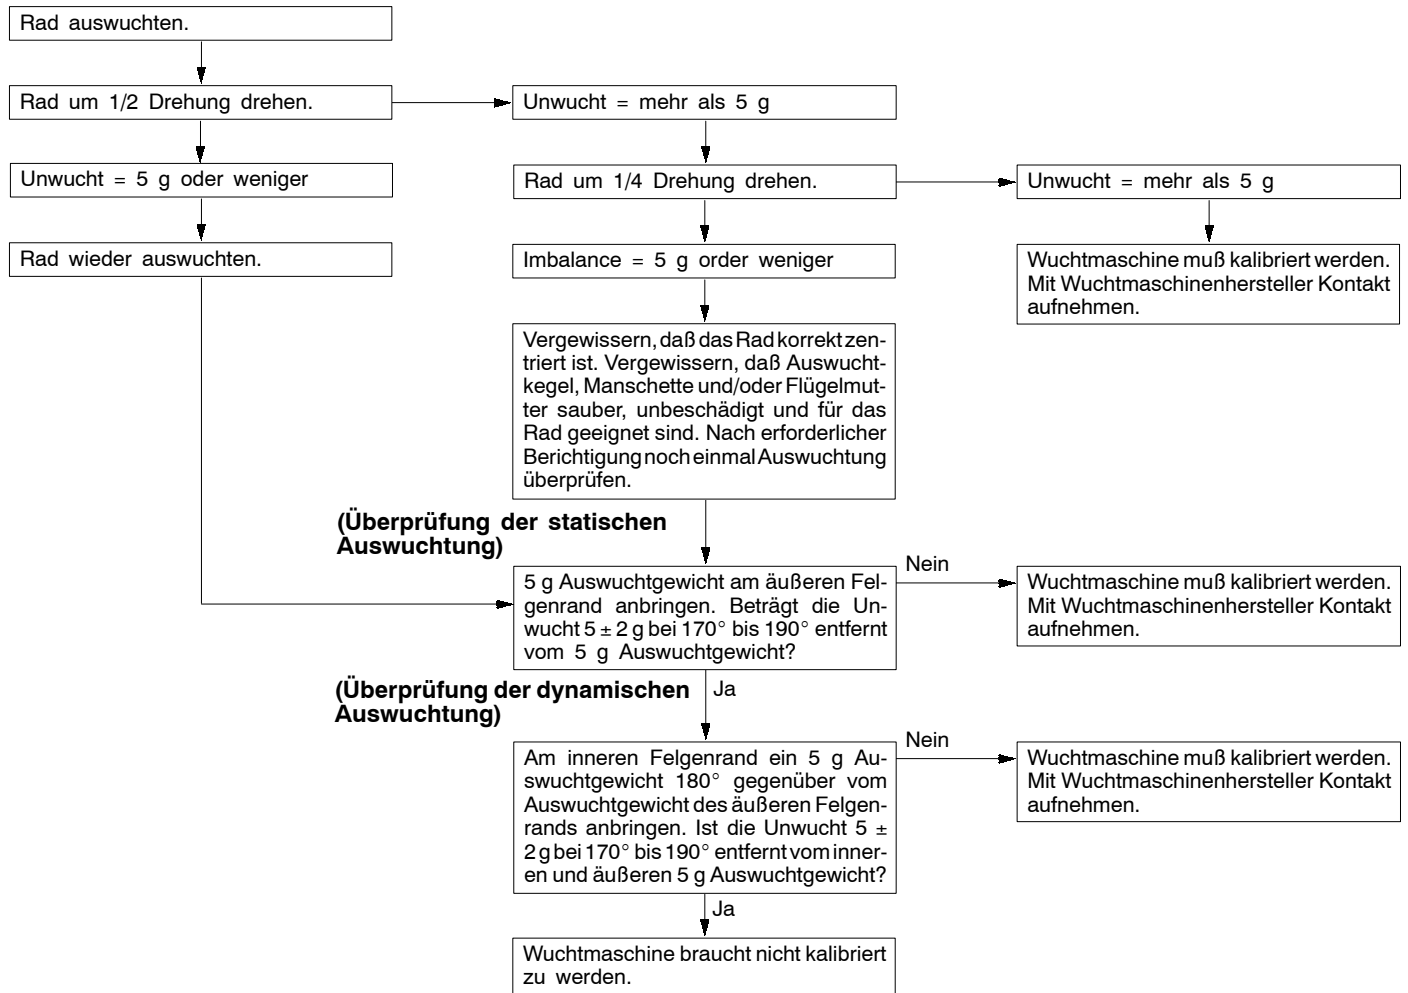 Rad auswuchten.
Rad um 1/2 Drehung drehen.
Unwucht = mehr als 5 g
Unwucht = 5 g oder weniger
Rad um 1/4 Drehung drehen.
Unwucht = mehr als 5 g
Rad wieder auswuchten.
Imbalance = 5 g order weniger
Wuchtmaschine muß kalibriert werden.
Mit Wuchtmaschinenhersteller Kontakt
aufnehmen.
Vergewissern, daß das Rad korrekt zen-
triert ist. Vergewissern, daß Auswucht-
kegel, Manschette und/oder Flügelmut-
ter sauber, unbeschädigt und für das
Rad geeignet sind. Nach erforderlicher
Berichtigung noch einmal Auswuchtung
überprüfen.
(Überprüfung der statischen
Auswuchtung)
5 g Auswuchtgewicht am äußeren Fel-
genrand anbringen. Beträgt die Un-
wucht 5 ± 2 g bei 170° bis 190° entfernt
vom 5 g Auswuchtgewicht?
Nein
Wuchtmaschine muß kalibriert werden.
Mit Wuchtmaschinenhersteller Kontakt
aufnehmen.
(Überprüfung der dynamischen
Auswuchtung)
Ja
Am inneren Felgenrand ein 5 g Au-
swuchtgewicht 180° gegenüber vom
Auswuchtgewicht des äußeren Felgen-
rands anbringen. Ist die Unwucht 5 ±
2 g bei 170° bis 190° entfernt vom inner-
en und äußeren 5 g Auswuchtgewicht?
Nein
Wuchtmaschine muß kalibriert werden.
Mit Wuchtmaschinenhersteller Kontakt
aufnehmen.
Ja
Wuchtmaschine braucht nicht kalibriert
zu werden.